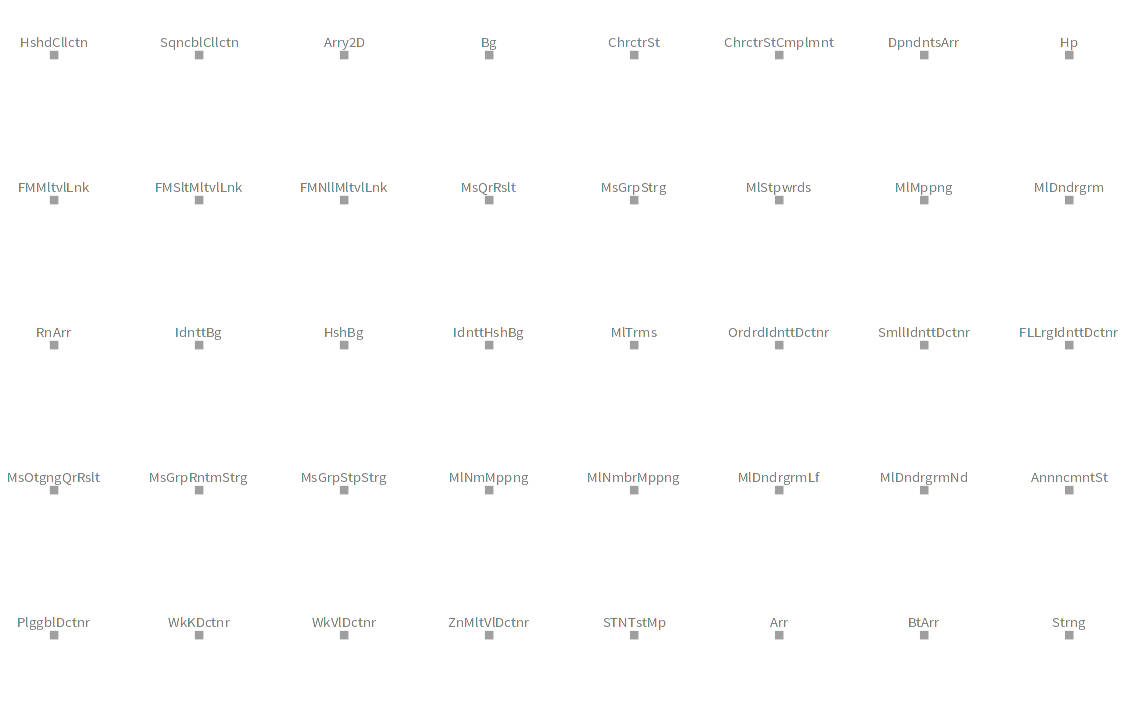 HshdCllctn SqncblCllctn Arry2D Bg ChrctrSt ChrctrStCmplmnt DpndntsArr Hp
FMMltvlLnk FMSltMltvlLnk FMNllMltvlLnk MsQrRslt MsGrpStrg MlStpwrds MlMppng MlDndrgrm
RnArr IdnttBg HshBg IdnttHshBg MlTrms OrdrdIdnttDctnr SmllIdnttDctnr FLLrgIdnttDctnr
MsOtgngQrRslt MsGrpRntmStrg MsGrpStpStrg MlNmMppng MlNmbrMppng MlDndrgrmLf MlDndrgrmNd AnnncmntSt
PlggblDctnr WkKDctnr WkVlDctnr ZnMltVlDctnr STNTstMp Arr BtArr Strng